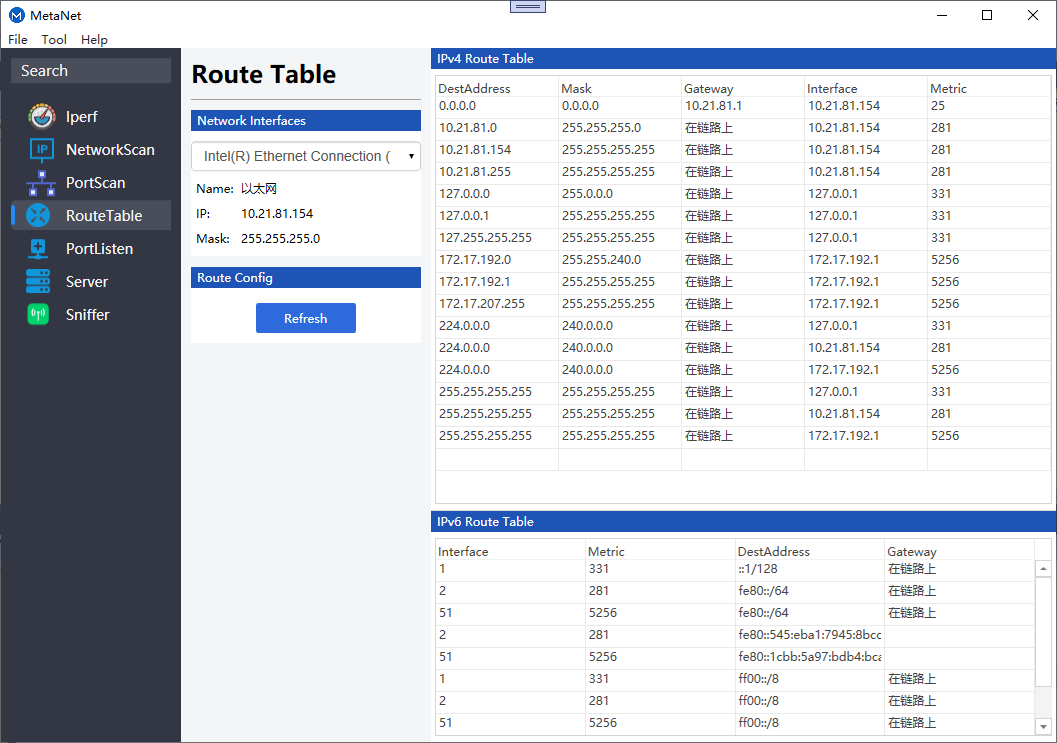 MetaNet
File Tool Help
Search
Iperf
NetworkScan
PortScan
RouteTable
PortListen
Server
Sniffer
Route Table
Network Interfaces
Intel(R) Ethernet Connection (
Name: 以太网
IP: 10.21.81.154
Mask: 255.255.255.0
Route Config
Refresh
IPv4 Route Table
DestAddress Mask Gateway Interface Metric
0.0.0.0 0.0.0.0 10.21.81.1 10.21.81.154 25
10.21.81.0 255.255.255.0 在链路上 10.21.81.154 281
10.21.81.154 255.255.255.255 在链路上 10.21.81.154 281
10.21.81.255 255.255.255.255 在链路上 10.21.81.154 281
127.0.0.0 255.0.0.0 在链路上 127.0.0.1 331
127.0.0.1 255.255.255.255 在链路上 127.0.0.1 331
127.255.255.255 255.255.255.255 在链路上 127.0.0.1 331
172.17.192.0 255.255.240.0 在链路上 172.17.192.1 5256
172.17.192.1 255.255.255.255 在链路上 172.17.192.1 5256
172.17.207.255 255.255.255.255 在链路上 172.17.192.1 5256
224.0.0.0 240.0.0.0 在链路上 127.0.0.1 331
224.0.0.0 240.0.0.0 在链路上 10.21.81.154 281
224.0.0.0 240.0.0.0 在链路上 172.17.192.1 5256
255.255.255.255 255.255.255.255 在链路上 127.0.0.1 331
255.255.255.255 255.255.255.255 在链路上 10.21.81.154 281
255.255.255.255 255.255.255.255 在链路上 172.17.192.1 5256
IPv6 Route Table
Interface Metric DestAddress Gateway
1 331 ::1/128 在链路上
2 281 fe80::/64 在链路上
51 5256 fe80::/64 在链路上
2 281 fe80::545:eba1:7945:8bcc
51 5256 fe80::1cbb:5a97:bdb4:bca
1 331 ff00::/8 在链路上
2 281 ff00::/8 在链路上
51 5256 ff00::/8 在链路上